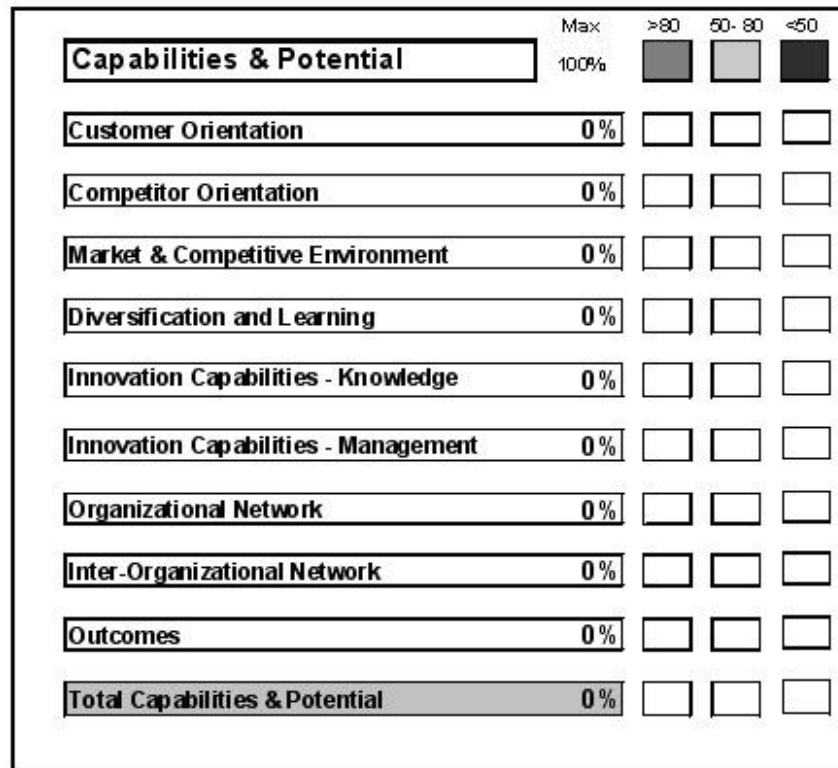 Max >80 50-80 <50
Capabilities & Potential 100%
Customer Orientation 0%
Competitor Orientation 0%
Market & Competitive Environment 0%
Diversification and Learning 0%
Innovation Capabilities - Knowledge 0%
Innovation Capabilities - Management 0%
Organizational Network 0%
Inter-Organizational Network 0%
Outcomes 0%
Total Capabilities & Potential 0%